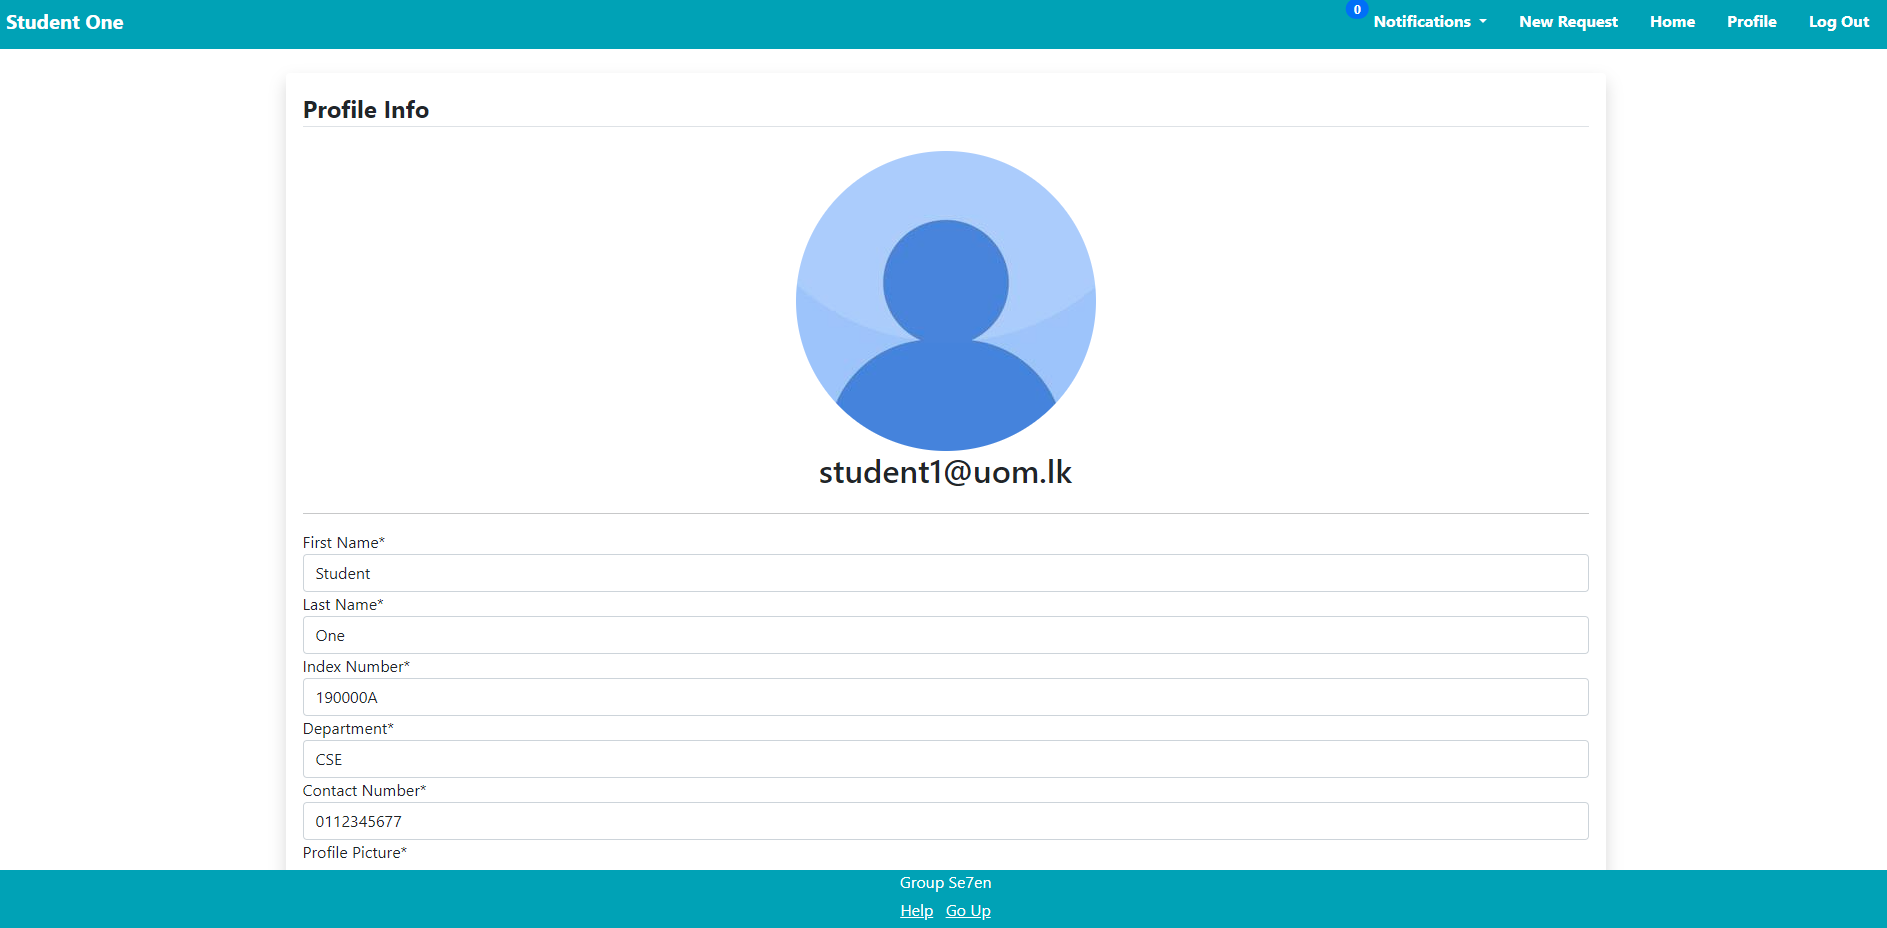 Student One
0 Notifications New Request Home Profile Log Out
Profile Info
student1@uom.lk
First Name*
Student
Last Name*
One
Index Number*
190000A
Department*
CSE
Contact Number*
0112345677
Profile Picture*
Group Se7en
Help Go Up